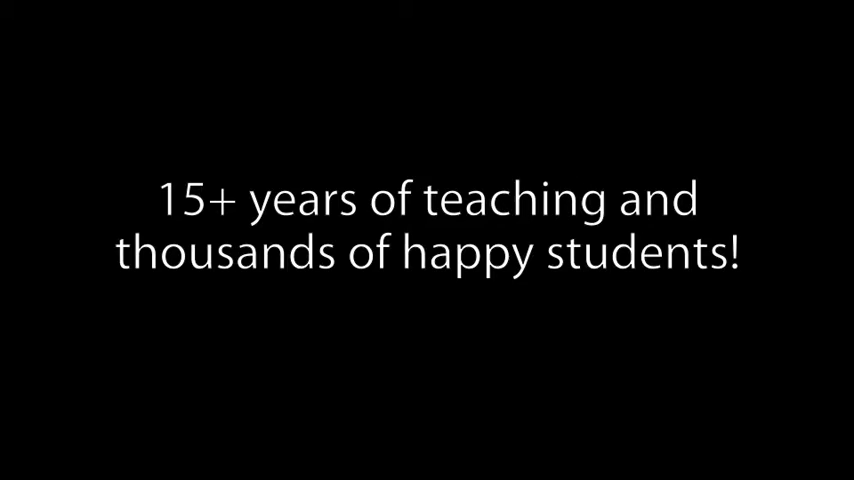 15+ years of teaching and
thousands of happy students!